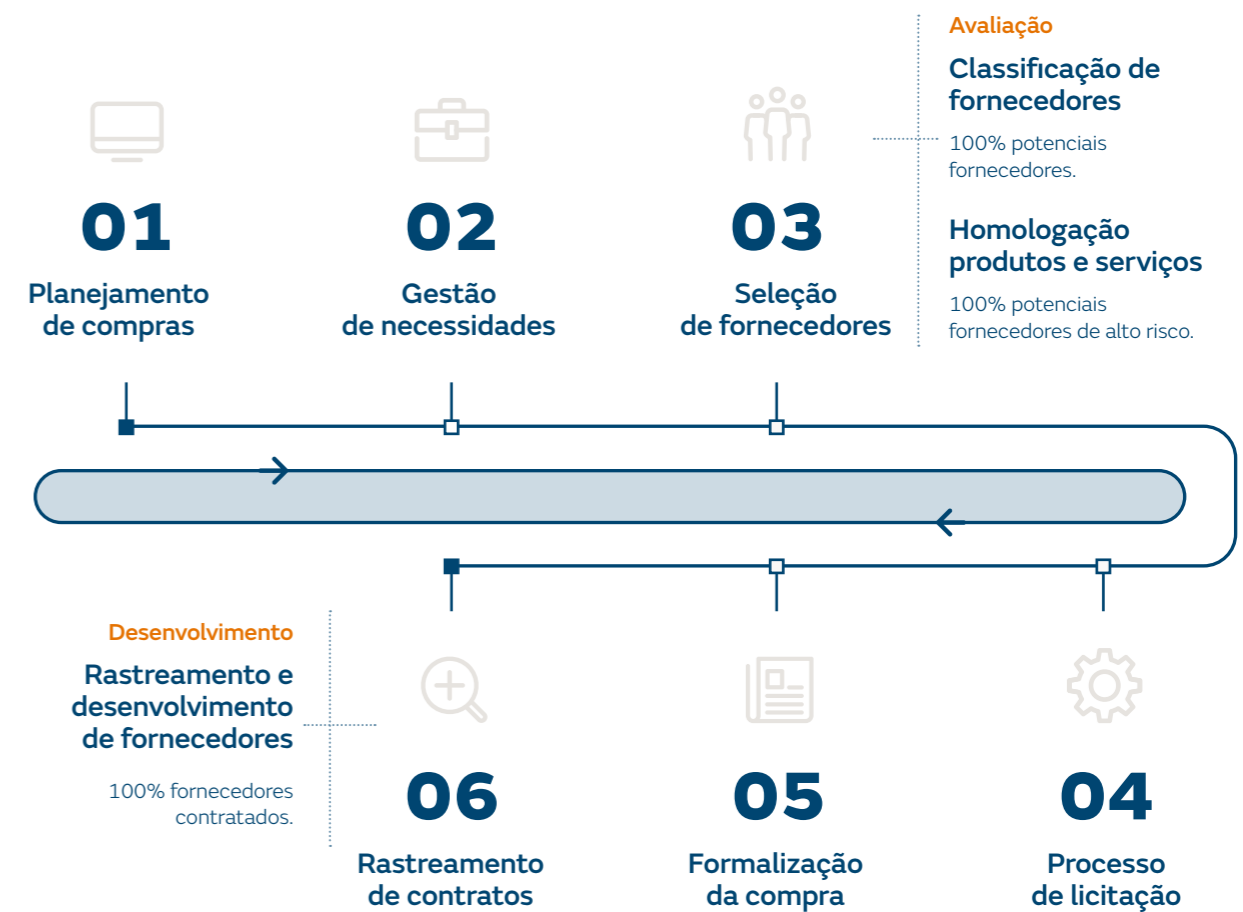 01
Planejamento
de compras
02
Gestão
de necessidades
03
Seleção
de fornecedores
Avaliação
Classificação de
fornecedores
100% potenciais
fornecedores.
Homologação
produtos e serviços
100% potenciais
fornecedores de alto risco.
04
Processo
de licitação
05
Formalização
da compra
06
Rastreamento
de contratos
Desenvolvimento
Rastreamento e
desenvolvimento
de fornecedores
100% fornecedores
contratados.